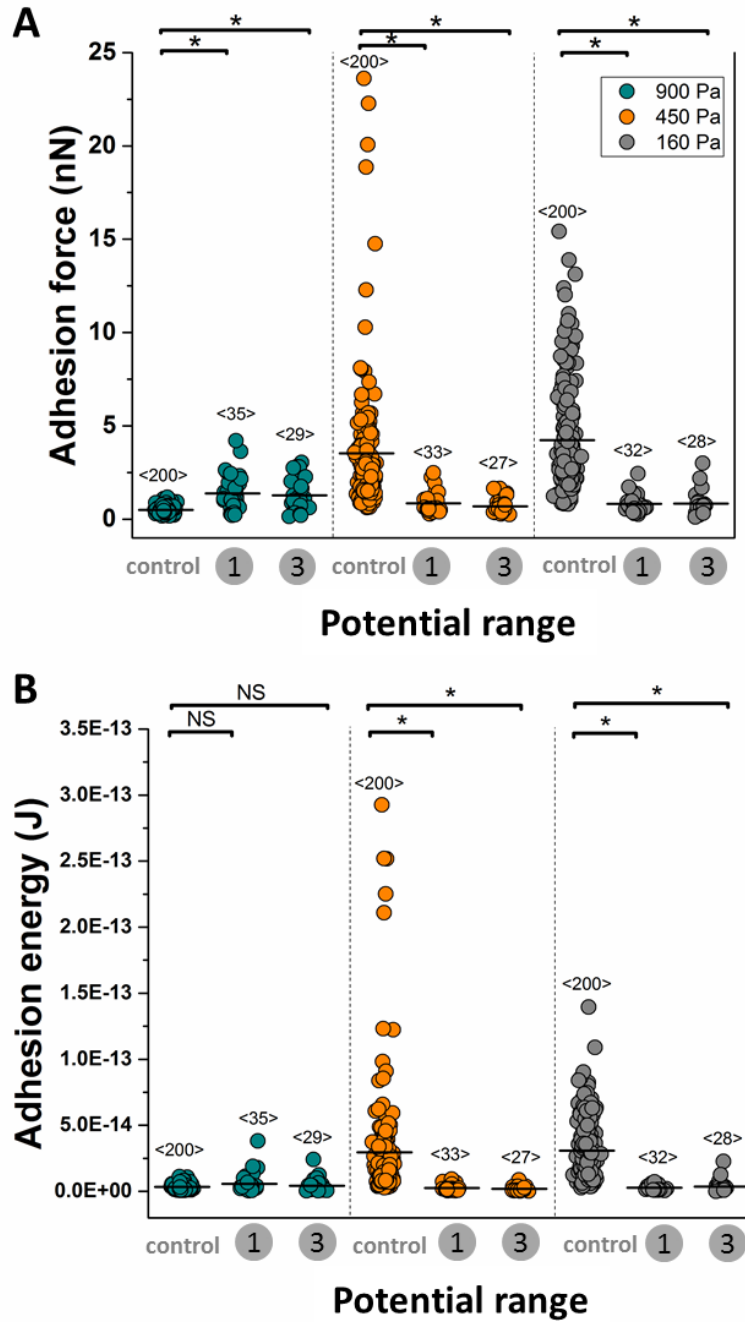 A
*
*
*
*
*
*
25
20
15
10
5
0
Adhesion force (nN)
<200>
<35>
<29>
<200>
<33>
<27>
<200>
<32>
<28>
900 Pa
450 Pa
160 Pa
control 1 3 control 1 3 control 1 3
Potential range
B
NS
NS
*
*
*
*
3.5E-13
3.0E-13
2.5E-13
2.0E-13
1.5E-13
1.0E-13
5.0E-14
0.0E+00
Adhesion energy (J)
<200>
<35>
<29>
<200>
<33>
<27>
<200>
<32>
<28>
control 1 3 control 1 3 control 1 3
Potential range